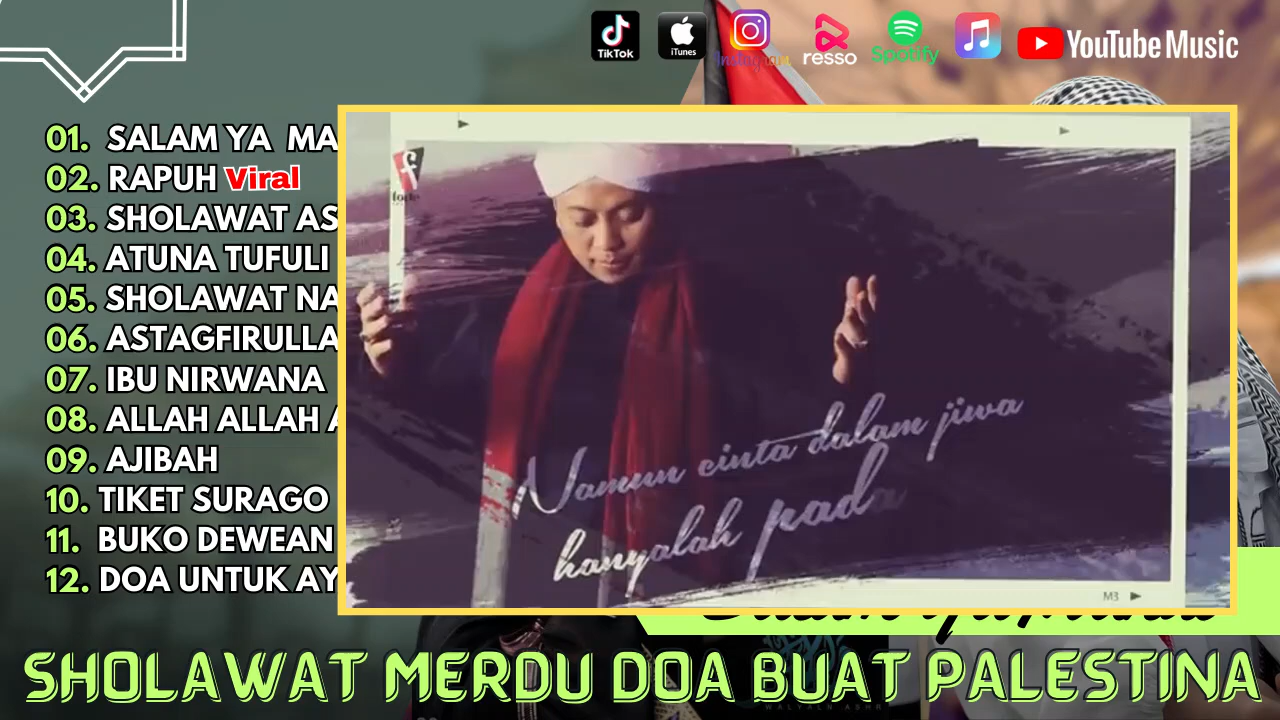 TikTok
iTunes
Instagram
resso
Spotify
YouTube Music
01. SALAM YA MA
02. RAPUH Viral
03. SHOLAWAT AS
04. ATUNA TUFULI
05. SHOLAWAT NA
06. ASTAGFIRULLA
07. IBU NIRWANA
08. ALLAH ALLAH A
09. AJIBAH
10. TIKET SURAGO
11. BUKO DEWEAN
12. DOA UNTUK AY
Namun cinta dalam jiwa
hanyalah pada
M3
SHOLAWAT MERDU DOA BUAT PALESTINA